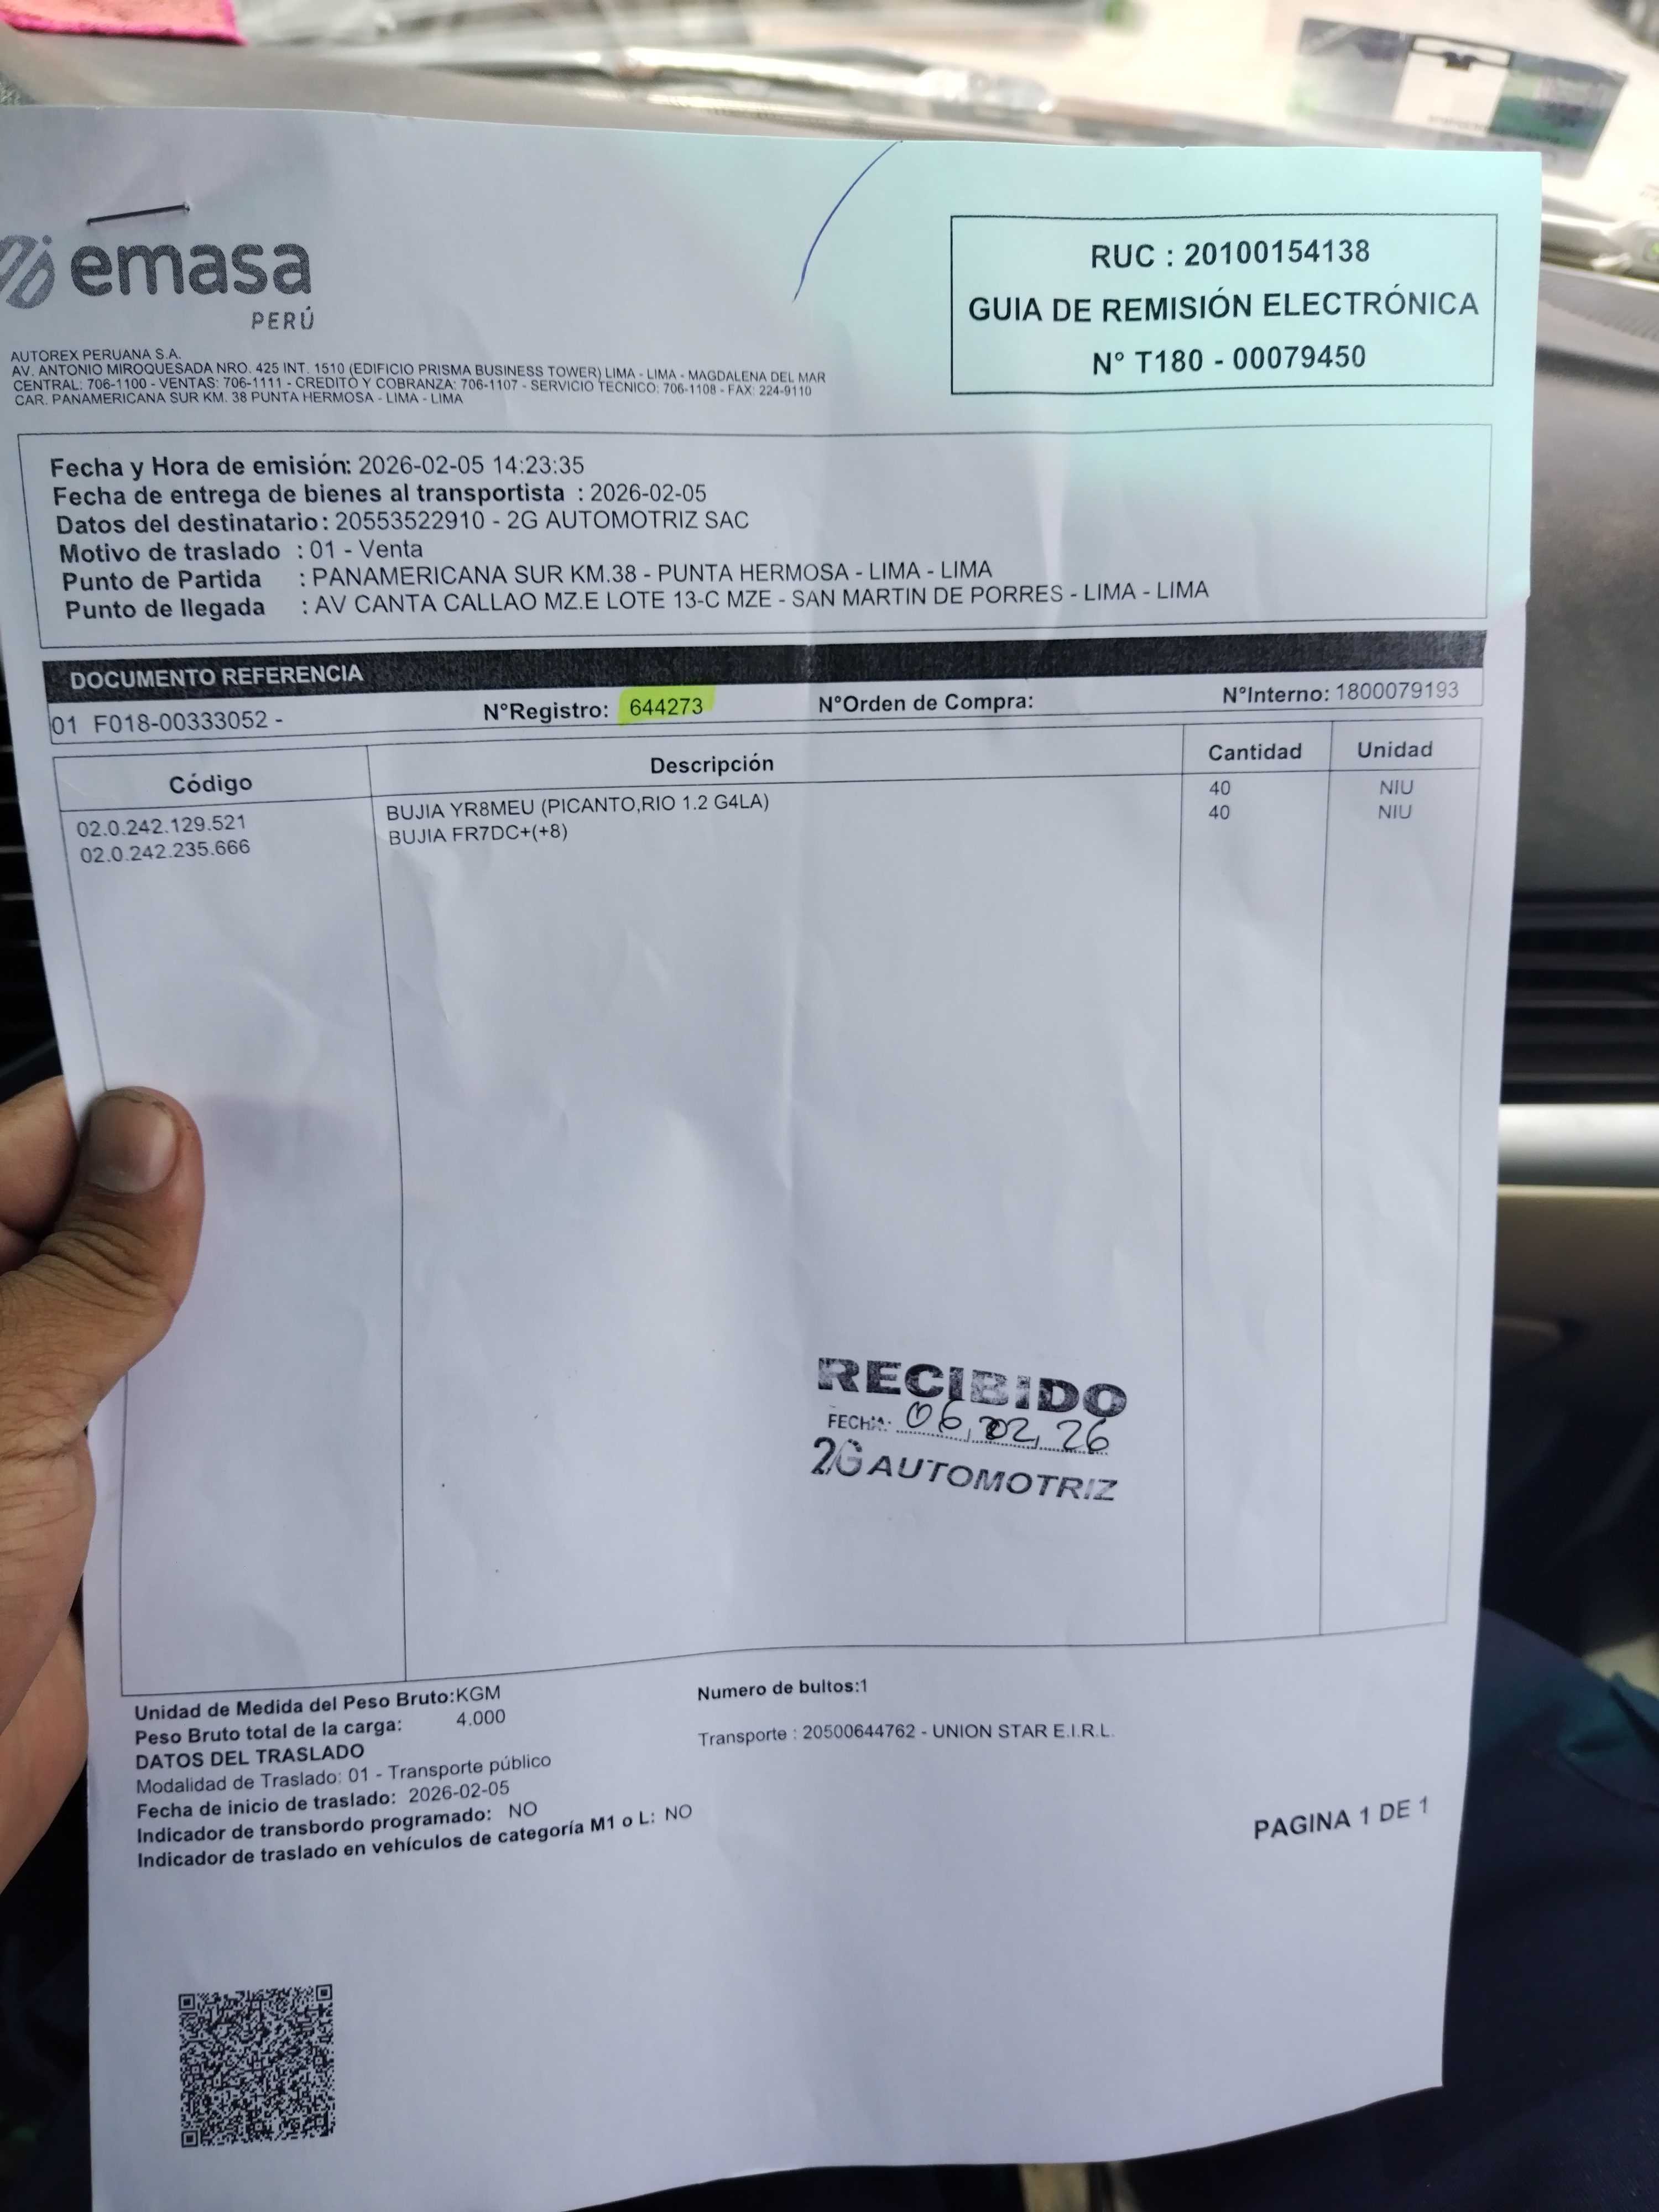 emasa
PERÚ
RUC : 20100154138
GUIA DE REMISIÓN ELECTRÓNICA
N° T180 - 00079450
AUTOREX PERUANA S.A.
AV. ANTONIO MIROQUESADA NRO. 425 INT. 1510 (EDIFICIO PRISMA BUSINESS TOWER) LIMA - LIMA - MAGDALENA DEL MAR
CENTRAL: 706-1100 - VENTAS: 706-1111 - CREDITO Y COBRANZA: 706-1107 - SERVICIO TECNICO: 706-1108 - FAX: 224-9110
CAR. PANAMERICANA SUR KM. 38 PUNTA HERMOSA - LIMA - LIMA
Fecha y Hora de emisión: 2026-02-05 14:23:35
Fecha de entrega de bienes al transportista : 2026-02-05
Datos del destinatario: 20553522910 - 2G AUTOMOTRIZ SAC
Motivo de traslado : 01 - Venta
Punto de Partida : PANAMERICANA SUR KM.38 - PUNTA HERMOSA - LIMA - LIMA
Punto de llegada : AV CANTA CALLAO MZ.E LOTE 13-C MZE - SAN MARTIN DE PORRES - LIMA - LIMA
DOCUMENTO REFERENCIA
01 F018-00333052 - N°Registro: 644273 N°Orden de Compra: N°Interno: 1800079193
Código Descripción Cantidad Unidad
02.0.242.129.521 BUJIA YR8MEU (PICANTO,RIO 1.2 G4LA) 40 NIU
02.0.242.235.666 BUJIA FR7DC+(+8) 40 NIU
RECIBIDO
FECHA: 06, 02, 26
2G AUTOMOTRIZ
Unidad de Medida del Peso Bruto:KGM Numero de bultos:1
Peso Bruto total de la carga: 4.000
Transporte : 20500644762 - UNION STAR E.I.R.L.
DATOS DEL TRASLADO
Modalidad de Traslado: 01 - Transporte público
Fecha de inicio de traslado: 2026-02-05
Indicador de transbordo programado: NO
Indicador de traslado en vehículos de categoría M1 o L: NO
PAGINA 1 DE 1